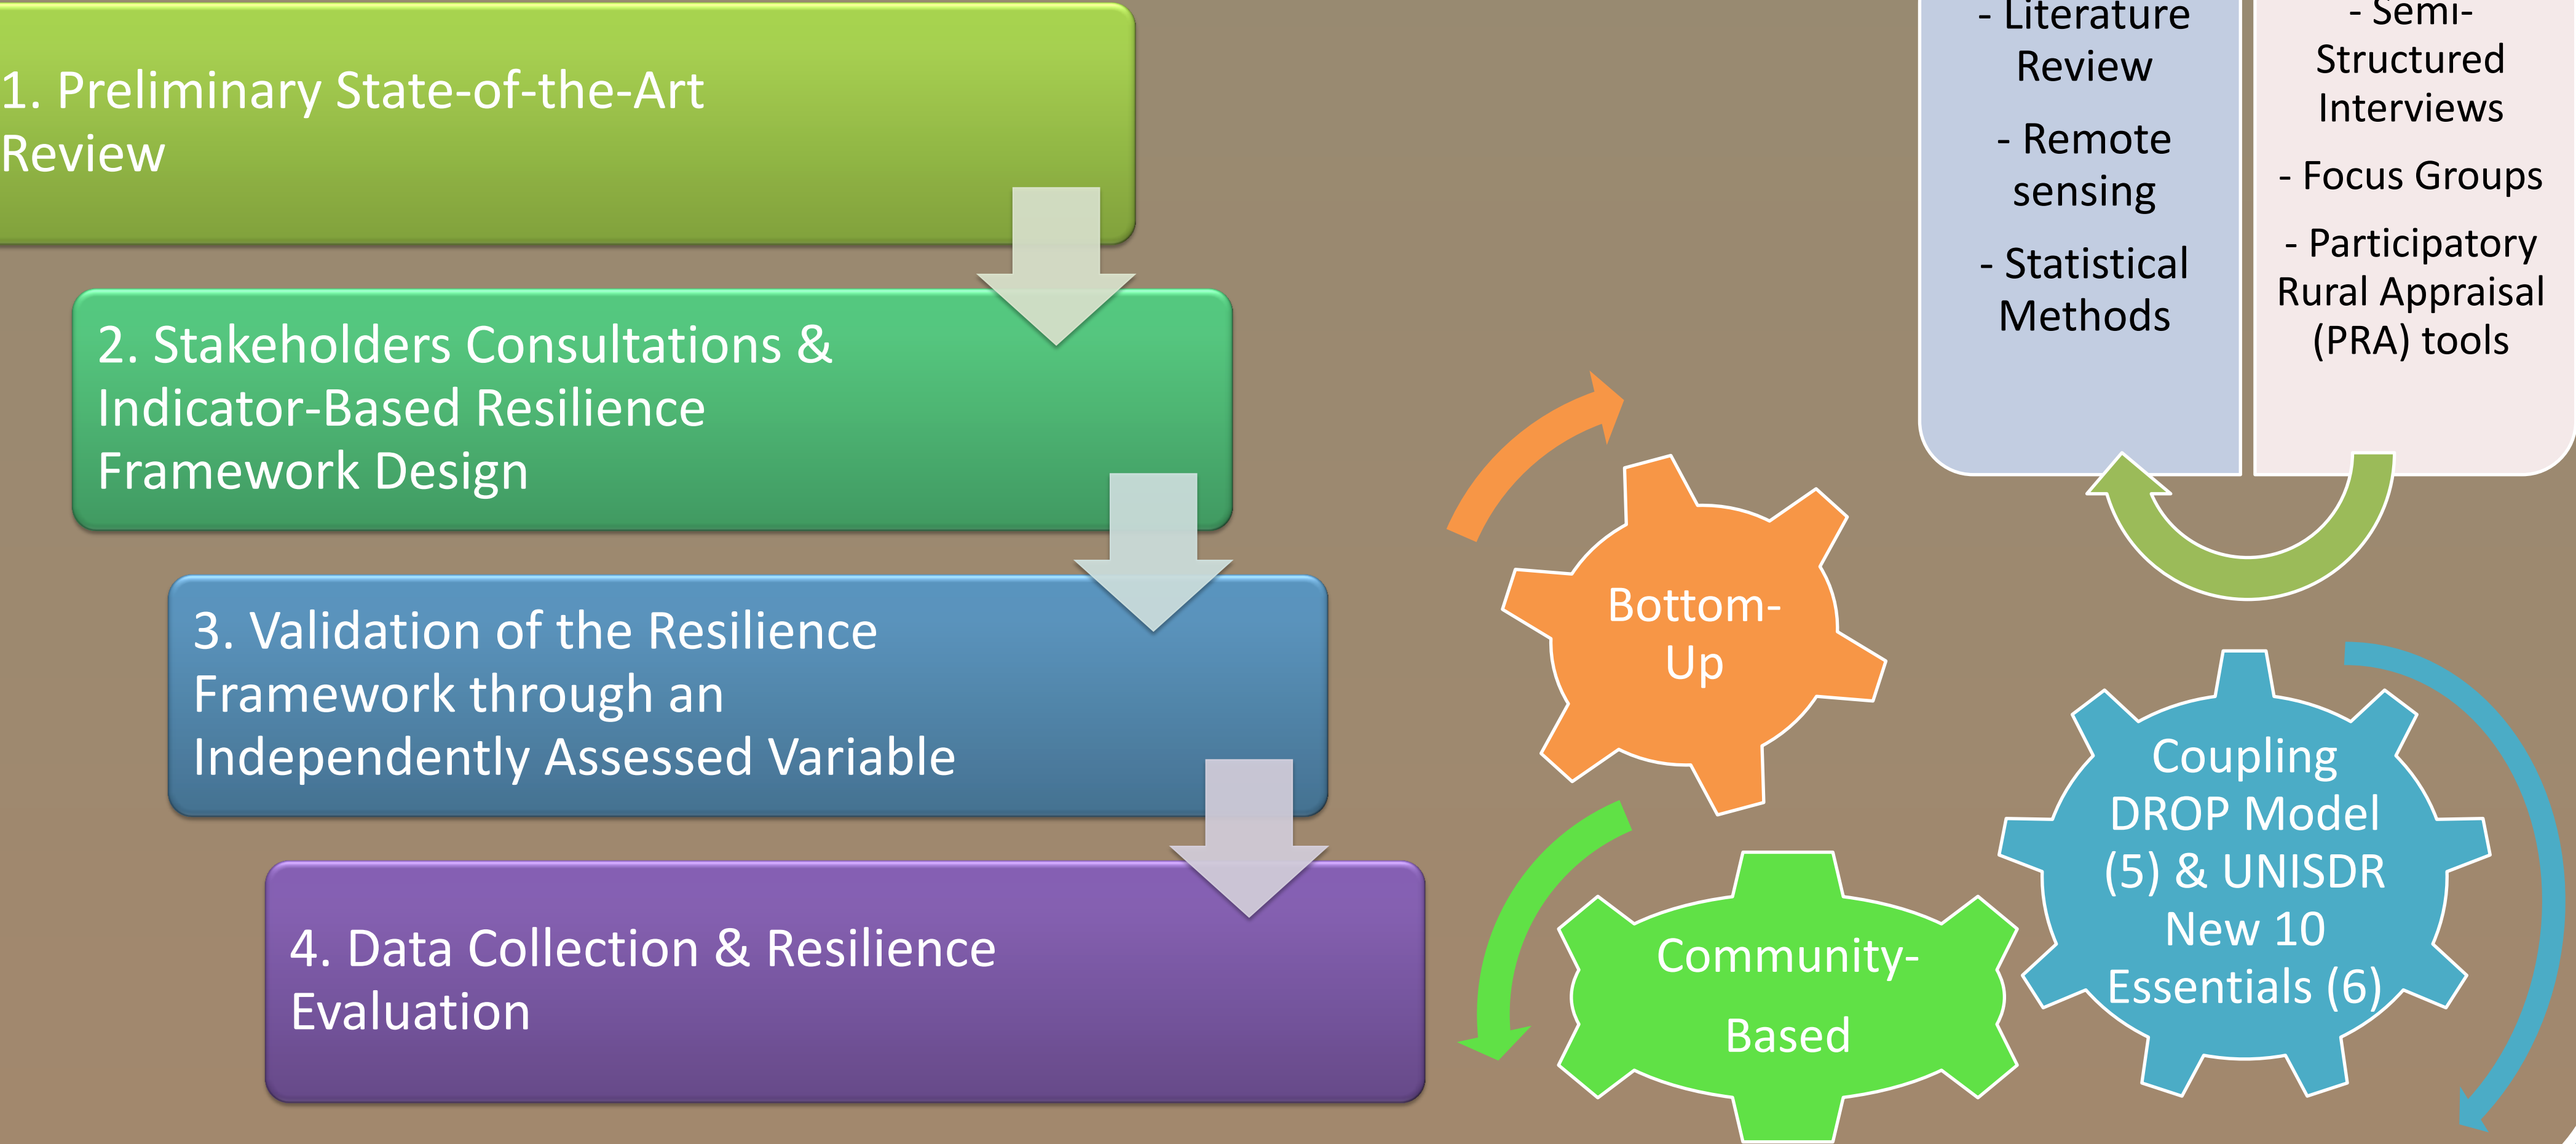 1. Preliminary State-of-the-Art
Review
2. Stakeholders Consultations &
Indicator-Based Resilience
Framework Design
3. Validation of the Resilience
Framework through an
Independently Assessed Variable
4. Data Collection & Resilience
Evaluation
- Literature
Review
- Remote
sensing
- Statistical
Methods
- Semi-
Structured
Interviews
- Focus Groups
- Participatory
Rural Appraisal
(PRA) tools
Bottom-
Up
Community-
Based
Coupling
DROP Model
(5) & UNISDR
New 10
Essentials (6)